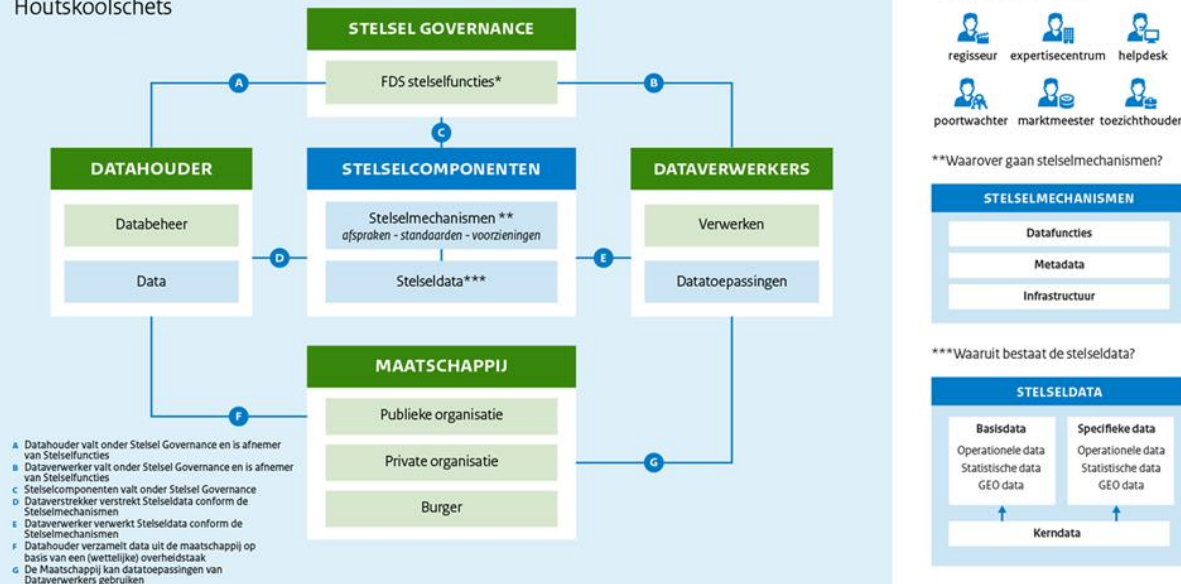 Houtskoolschets
STELSEL GOVERNANCE
FDS stelselfuncties*
A
B
C
DATAHOUDER
Databeheer
Data
STELSELCOMPONENTEN
Stelselmechanismen **
afspraken - standaarden - voorzieningen
Stelseldata***
DATAVERWERKERS
Verwerken
Datatoepassingen
D
E
MAATSCHAPPIJ
Publieke organisatie
Private organisatie
Burger
F
G
A Datahouder valt onder Stelsel Governance en is afnemer
van Stelselfuncties
B Dataverwerker valt onder Stelsel Governance en is afnemer
van Stelselfuncties
C Stelselcomponenten valt onder Stelsel Governance
D Dataverstrekker verstrekt Stelseldata conform de
Stelselmechanismen
E Dataverwerker verwerkt Stelseldata conform de
Stelselmechanismen
F Datahouder verzamelt data uit de maatschappij op
basis van een (wettelijke) overheidstaak
G De Maatschappij kan datatoepassingen van
Dataverwerkers gebruiken
regisseur expertisecentrum helpdesk
poortwachter marktmeester toezichthouder
**Waarover gaan stelselmechanismen?
STELSELMECHANISMEN
Datafuncties
Metadata
Infrastructuur
***Waaruit bestaat de stelseldata?
STELSELDATA
Basisdata
Operationele data
Statistische data
GEO data
Specifieke data
Operationele data
Statistische data
GEO data
Kerndata